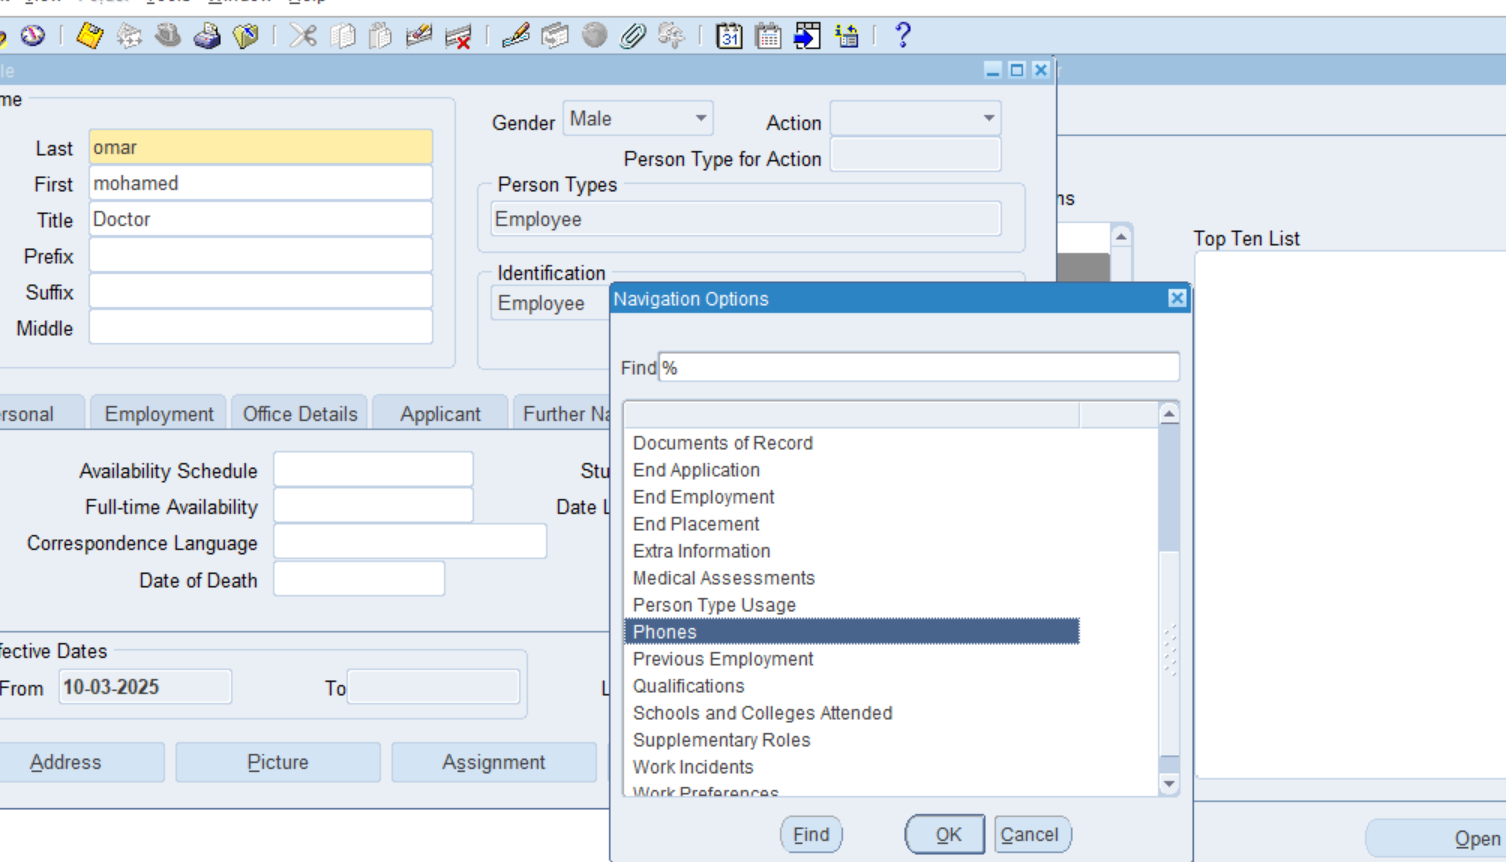 Help
31
?
le
me
Last omar
First mohamed
Title Doctor
Prefix
Suffix
Middle
Gender Male
Action
Person Type for Action
Person Types
Employee
Identification
Employee
ns
Top Ten List
Navigation Options
Find %
Documents of Record
End Application
End Employment
End Placement
Extra Information
Medical Assessments
Person Type Usage
Phones
Previous Employment
Qualifications
Schools and Colleges Attended
Supplementary Roles
Work Incidents
Work Preferences
Find OK Cancel
ersonal Employment Office Details Applicant Further Na
Availability Schedule
Full-time Availability
Correspondence Language
Date of Death
Stu
Date L
fective Dates
From 10-03-2025 To
L
Address Picture Assignment
Open